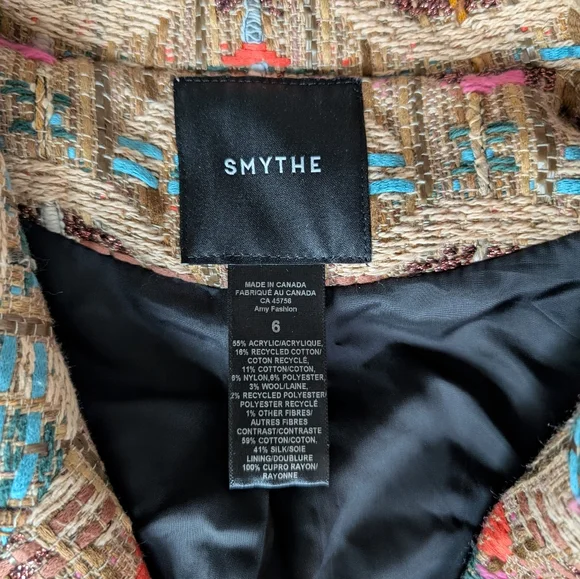 SMYTHE
MADE IN CANADA
FABRIQUÉ AU CANADA
CA 45756
Amy Fashion
6
55% ACRYLIC/ACRYLIQUE,
16% RECYCLED COTTON/
COTON RECYCLÉ,
11% COTTON/COTON,
6% NYLON,6% POLYESTER,
3% WOOL/LAINE,
2% RECYCLED POLYESTER/
POLYESTER RECYCLÉ
1% OTHER FIBRES/
AUTRES FIBRES
CONTRAST/CONTRASTE
59% COTTON/COTON,
41% SILK/SOIE
LINING/DOUBLURE
100% CUPRO RAYON/
RAYONNE